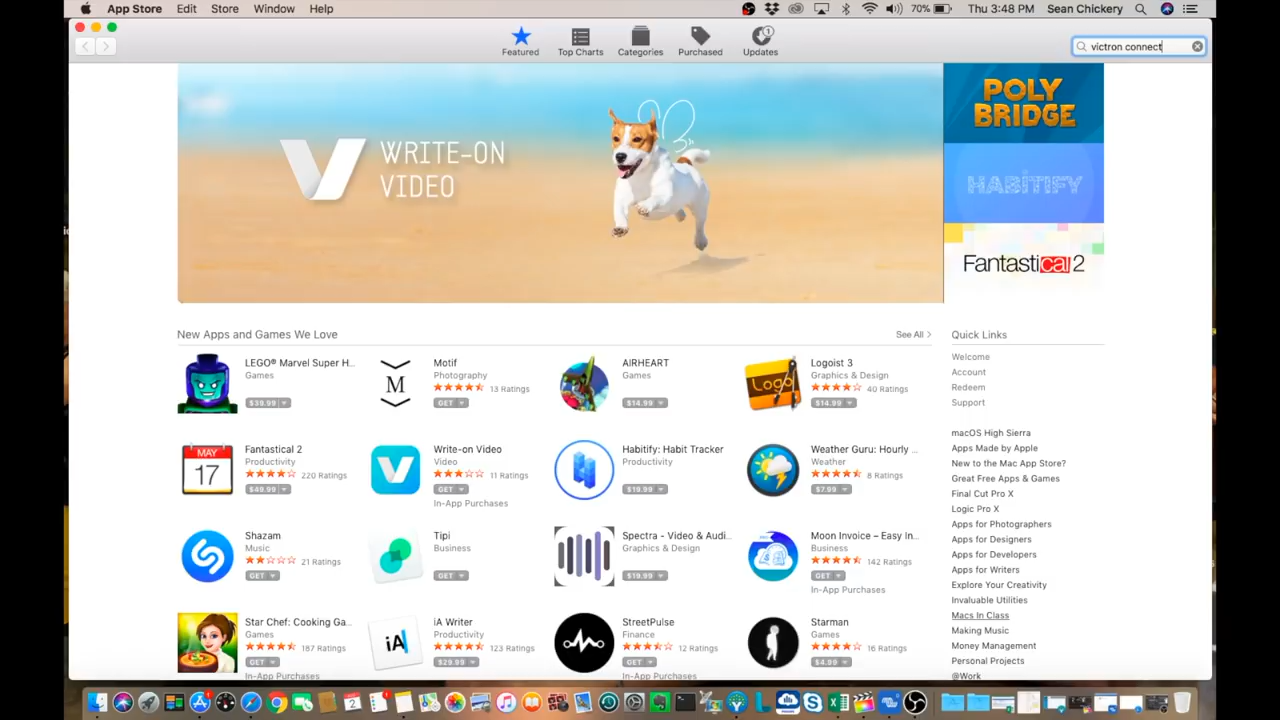 App Store Edit Store Window Help
70% Thu 3:48 PM Sean Chickery
Featured Top Charts Categories Purchased Updates
1
victron connect
WRITE-ON
VIDEO
POLY
BRIDGE
HABITIFY
Fantastical 2
New Apps and Games We Love
See All >
LEGO® Marvel Super H...
Games
$39.99
Motif
Photography
13 Ratings
GET
AIRHEART
Games
$14.99
Logoist 3
Graphics & Design
40 Ratings
$14.99
MAY
17
Fantastical 2
Productivity
220 Ratings
$49.99
Write-on Video
Video
11 Ratings
GET
In-App Purchases
Habitify: Habit Tracker
Productivity
$19.99
Weather Guru: Hourly ...
Weather
8 Ratings
$7.99
Shazam
Music
21 Ratings
GET
Tipi
Business
GET
Spectra - Video & Audi...
Graphics & Design
$19.99
Moon Invoice – Easy In...
Business
142 Ratings
GET
In-App Purchases
Star Chef: Cooking Ga...
Games
187 Ratings
GET
In-App Purchases
iA
iA Writer
Productivity
123 Ratings
$29.99
StreetPulse
Finance
12 Ratings
GET
Starman
Games
16 Ratings
$4.99
Quick Links
Welcome
Account
Redeem
Support
macOS High Sierra
Apps Made by Apple
New to the Mac App Store?
Great Free Apps & Games
Final Cut Pro X
Logic Pro X
Apps for Photographers
Apps for Designers
Apps for Developers
Apps for Writers
Explore Your Creativity
Invaluable Utilities
Macs In Class
Making Music
Money Management
Personal Projects
@Work